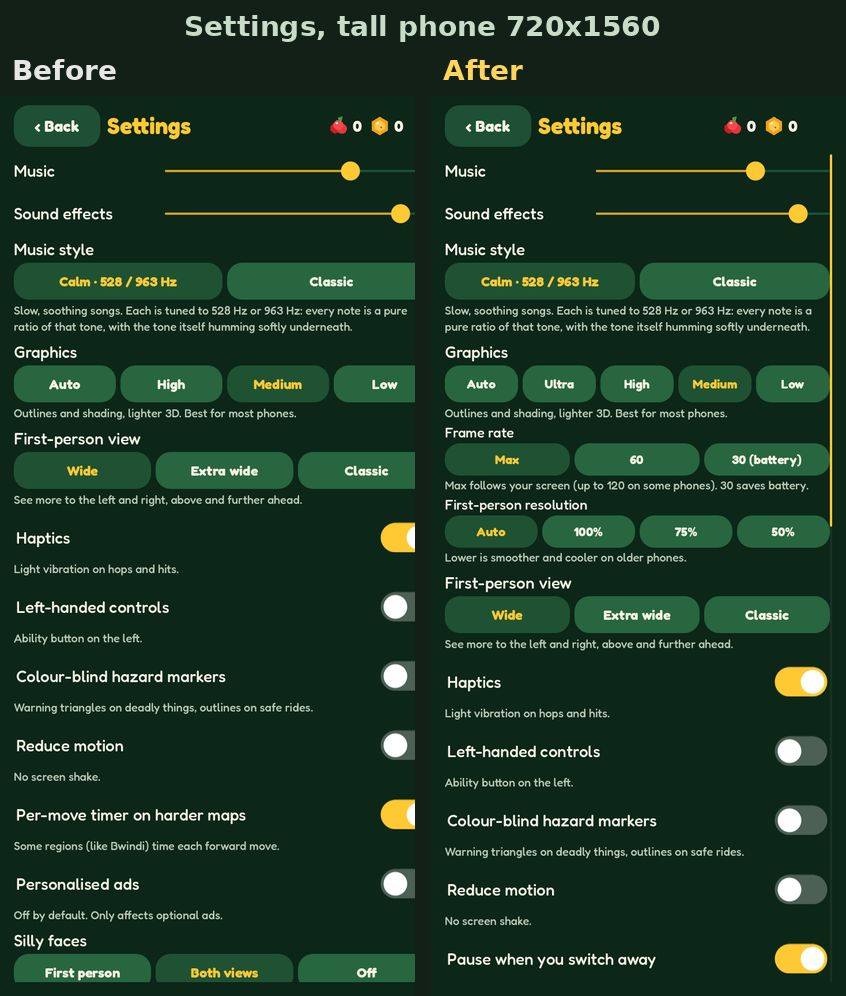 Settings, tall phone 720x1560
Before
‹ Back
Settings
0
0
Music
Sound effects
Music style
Calm · 528 / 963 Hz
Classic
Slow, soothing songs. Each is tuned to 528 Hz or 963 Hz: every note is a pure
ratio of that tone, with the tone itself humming softly underneath.
Graphics
Auto
High
Medium
Low
Outlines and shading, lighter 3D. Best for most phones.
First-person view
Wide
Extra wide
Classic
See more to the left and right, above and further ahead.
Haptics
Light vibration on hops and hits.
Left-handed controls
Ability button on the left.
Colour-blind hazard markers
Warning triangles on deadly things, outlines on safe rides.
Reduce motion
No screen shake.
Per-move timer on harder maps
Some regions (like Bwindi) time each forward move.
Personalised ads
Off by default. Only affects optional ads.
Silly faces
First person
Both views
Off
After
‹ Back
Settings
0
0
Music
Sound effects
Music style
Calm · 528 / 963 Hz
Classic
Slow, soothing songs. Each is tuned to 528 Hz or 963 Hz: every note is a
pure ratio of that tone, with the tone itself humming softly underneath.
Graphics
Auto
Ultra
High
Medium
Low
Outlines and shading, lighter 3D. Best for most phones.
Frame rate
Max
60
30 (battery)
Max follows your screen (up to 120 on some phones). 30 saves battery.
First-person resolution
Auto
100%
75%
50%
Lower is smoother and cooler on older phones.
First-person view
Wide
Extra wide
Classic
See more to the left and right, above and further ahead.
Haptics
Light vibration on hops and hits.
Left-handed controls
Ability button on the left.
Colour-blind hazard markers
Warning triangles on deadly things, outlines on safe rides.
Reduce motion
No screen shake.
Pause when you switch away